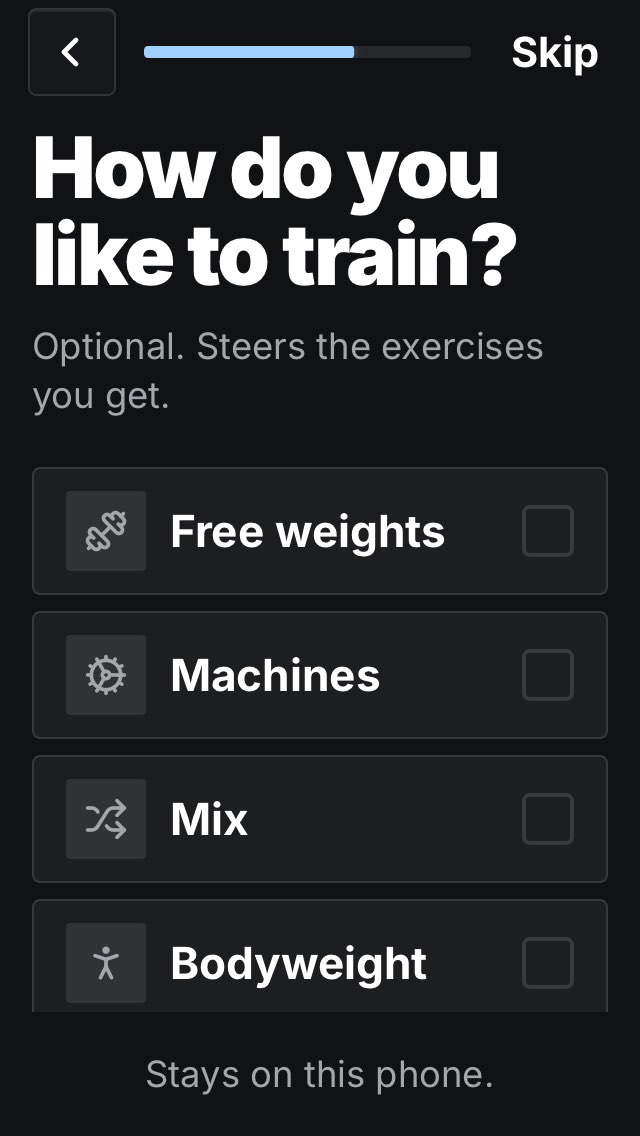 Skip
How do you
like to train?
Optional. Steers the exercises
you get.
Free weights
Machines
Mix
Bodyweight
Stays on this phone.